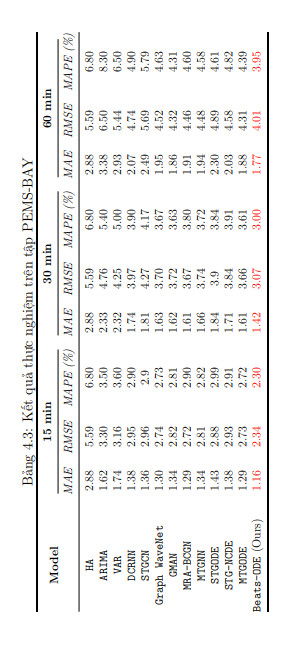 Bảng 4.3: Kết quả thực nghiệm trên tập PEMS-BAY
Model 15 min 30 min 60 min
MAE RMSE MAPE (%) MAE RMSE MAPE (%) MAE RMSE MAPE (%)
HA 2.88 5.59 6.80 2.88 5.59 6.80 2.88 5.59 6.80
ARIMA 1.62 3.30 3.50 2.33 4.76 5.40 3.38 6.50 8.30
VAR 1.74 3.16 3.60 2.32 4.25 5.00 2.93 5.44 6.50
DCRNN 1.38 2.95 2.90 1.74 3.97 3.90 2.07 4.74 4.90
STGCN 1.36 2.96 2.9 1.81 4.27 4.17 2.49 5.69 5.79
Graph WaveNet 1.30 2.74 2.73 1.63 3.70 3.67 1.95 4.52 4.63
GMAN 1.34 2.82 2.81 1.62 3.72 3.63 1.86 4.32 4.31
MRA-BCGN 1.29 2.72 2.90 1.61 3.67 3.80 1.91 4.46 4.60
MTGNN 1.34 2.81 2.82 1.66 3.74 3.72 1.94 4.48 4.58
STGODE 1.43 2.88 2.99 1.84 3.9 3.84 2.30 4.89 4.61
STG-NCDE 1.38 2.93 2.91 1.71 3.84 3.91 2.03 4.58 4.82
MTGODE 1.29 2.73 2.72 1.61 3.66 3.61 1.88 4.31 4.39
Beats-ODE (Ours) 1.16 2.34 2.30 1.42 3.07 3.00 1.77 4.01 3.95